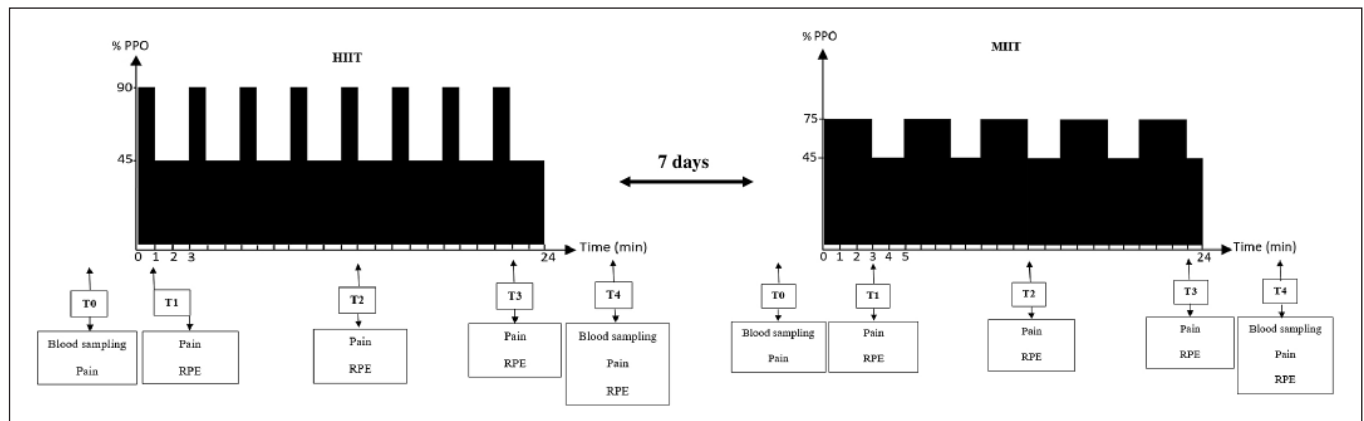 % PPO
HIIT
90
45
0 1 2 3
24
Time (min)
T0
Blood sampling
Pain
T1
Pain
RPE
T2
Pain
RPE
T3
Pain
RPE
T4
Blood sampling
Pain
RPE
7 days
% PPO
MIIT
75
45
0 1 2 3 4 5
24
Time (min)
T0
Blood sampling
Pain
T1
Pain
RPE
T2
Pain
RPE
T3
Pain
RPE
T4
Blood sampling
Pain
RPE